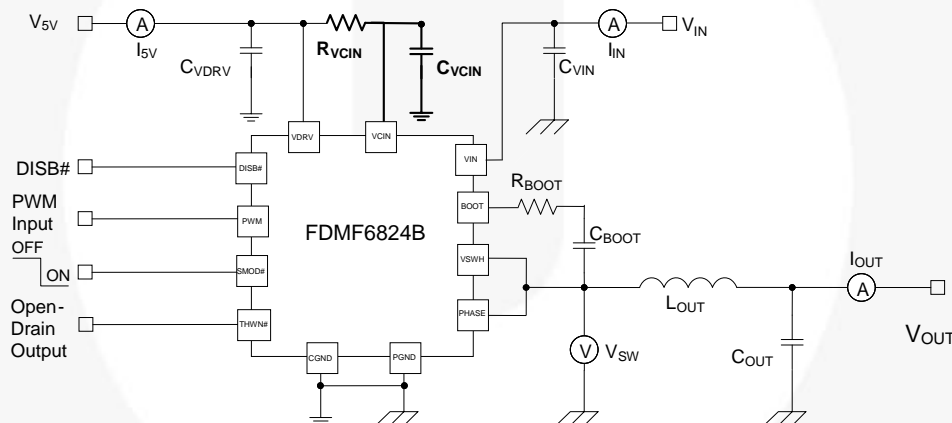 V5V
A
I5V
RVCIN
CVDRV
CVCIN
CVIN
A
IIN
VIN
VDRV
VCIN
DISB#
DISB#
VIN
PWM
Input
PWM
BOOT
RBOOT
FDMF6824B
CBOOT
OFF
ON
SMOD#
VSWH
IOUT
A
LOUT
Open-
Drain
Output
THWN#
PHASE
V
VSW
COUT
VOUT
CGND
PGND